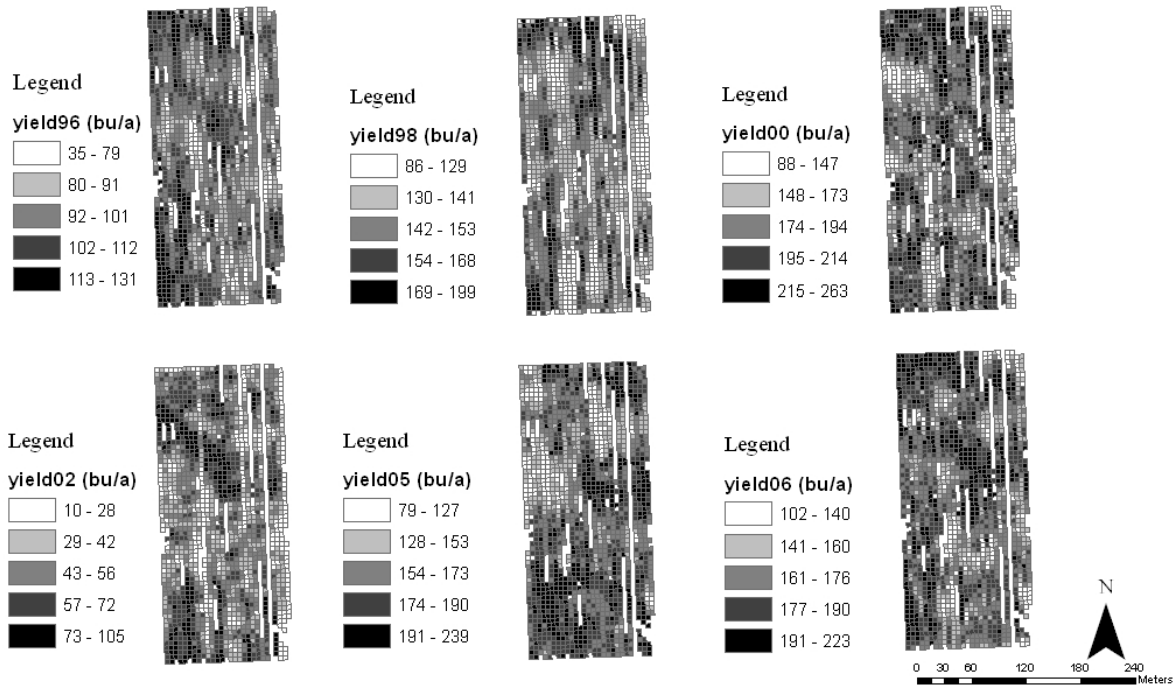 Legend
yield96 (bu/a)
35 - 79
80 - 91
92 - 101
102 - 112
113 - 131
Legend
yield98 (bu/a)
86 - 129
130 - 141
142 - 153
154 - 168
169 - 199
Legend
yield00 (bu/a)
88 - 147
148 - 173
174 - 194
195 - 214
215 - 263
Legend
yield02 (bu/a)
10 - 28
29 - 42
43 - 56
57 - 72
73 - 105
Legend
yield05 (bu/a)
79 - 127
128 - 153
154 - 173
174 - 190
191 - 239
Legend
yield06 (bu/a)
102 - 140
141 - 160
161 - 176
177 - 190
191 - 223
N
0 30 60 120 180 240
Meters